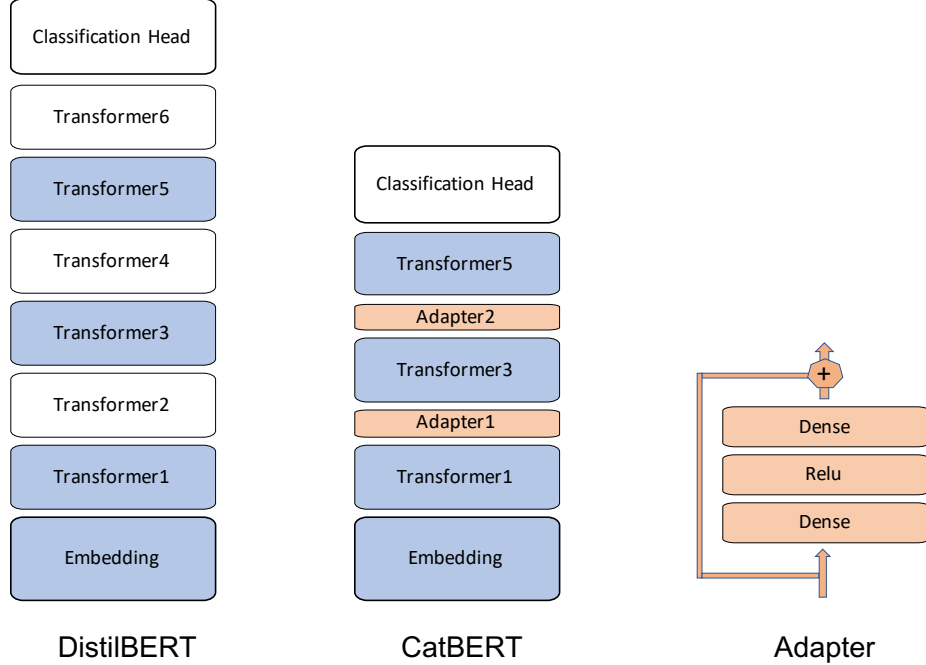 Classification Head
Transformer6
Transformer5
Transformer4
Transformer3
Transformer2
Transformer1
Embedding
DistilBERT
Classification Head
Transformer5
Adapter2
Transformer3
Adapter1
Transformer1
Embedding
CatBERT
+
Dense
Relu
Dense
Adapter